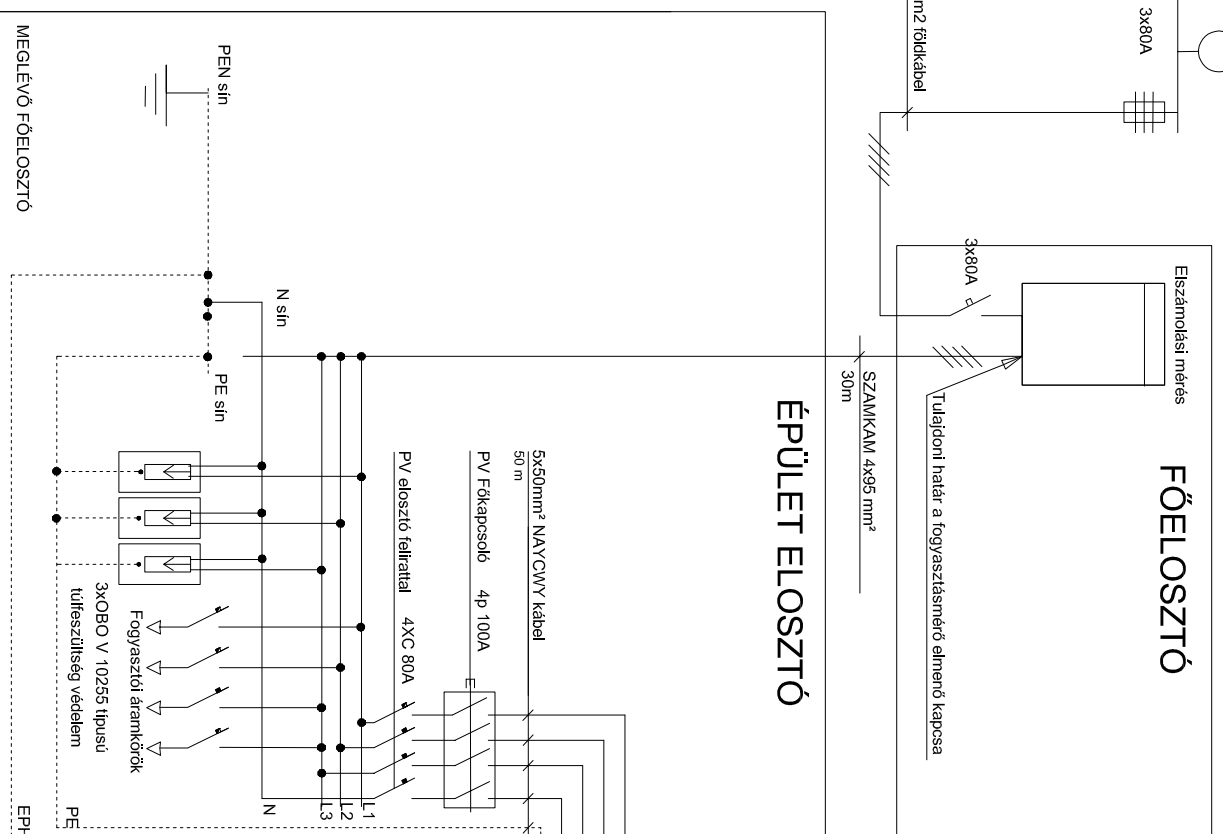 3x80A
m2 földkábel
Elszámolási mérés
3x80A
FŐELOSZTÓ
Tulajdoni határ a fogyasztásmérő elmenő kapcsa
SZAMKAM 4x95 mm²
30m
ÉPÜLET ELOSZTÓ
5x50mm² NAYCWY kábel
50 m
PV Főkapcsoló 4p 100A
PV elosztó felirattal 4XC 80A
L1
L2
L3
N
N sín
PEN sín
PE sín
Fogyasztói áramkörök
3xOBO V 10255 tipusú
túlfeszültség védelem
PE
EPH
MEGLÉVŐ FŐELOSZTÓ